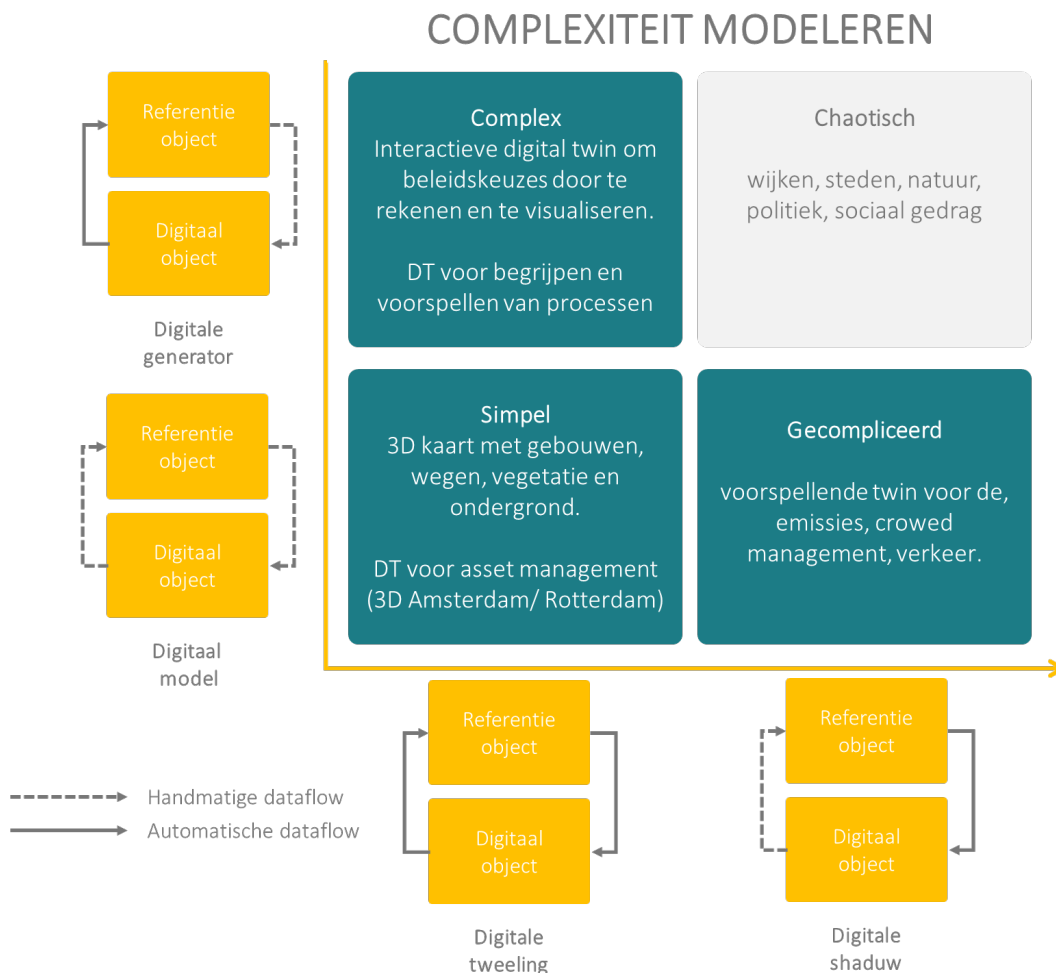 COMPLEXITEIT MODELEREN
Referentie
object
Digitaal
object
Digitale
generator
Referentie
object
Digitaal
object
Digitaal
model
Complex
Interactieve digital twin om
beleidskeuzes door te
rekenen en te visualiseren.
DT voor begrijpen en
voorspellen van processen
Chaotisch
wijken, steden, natuur,
politiek, sociaal gedrag
Simpel
3D kaart met gebouwen,
wegen, vegetatie en
ondergrond.
DT voor asset management
(3D Amsterdam/ Rotterdam)
Gecompliceerd
voorspellende twin voor de,
emissies, crowed
management, verkeer.
Handmatige dataflow
Automatische dataflow
Referentie
object
Digitaal
object
Digitale
tweeling
Referentie
object
Digitaal
object
Digitale
shaduw